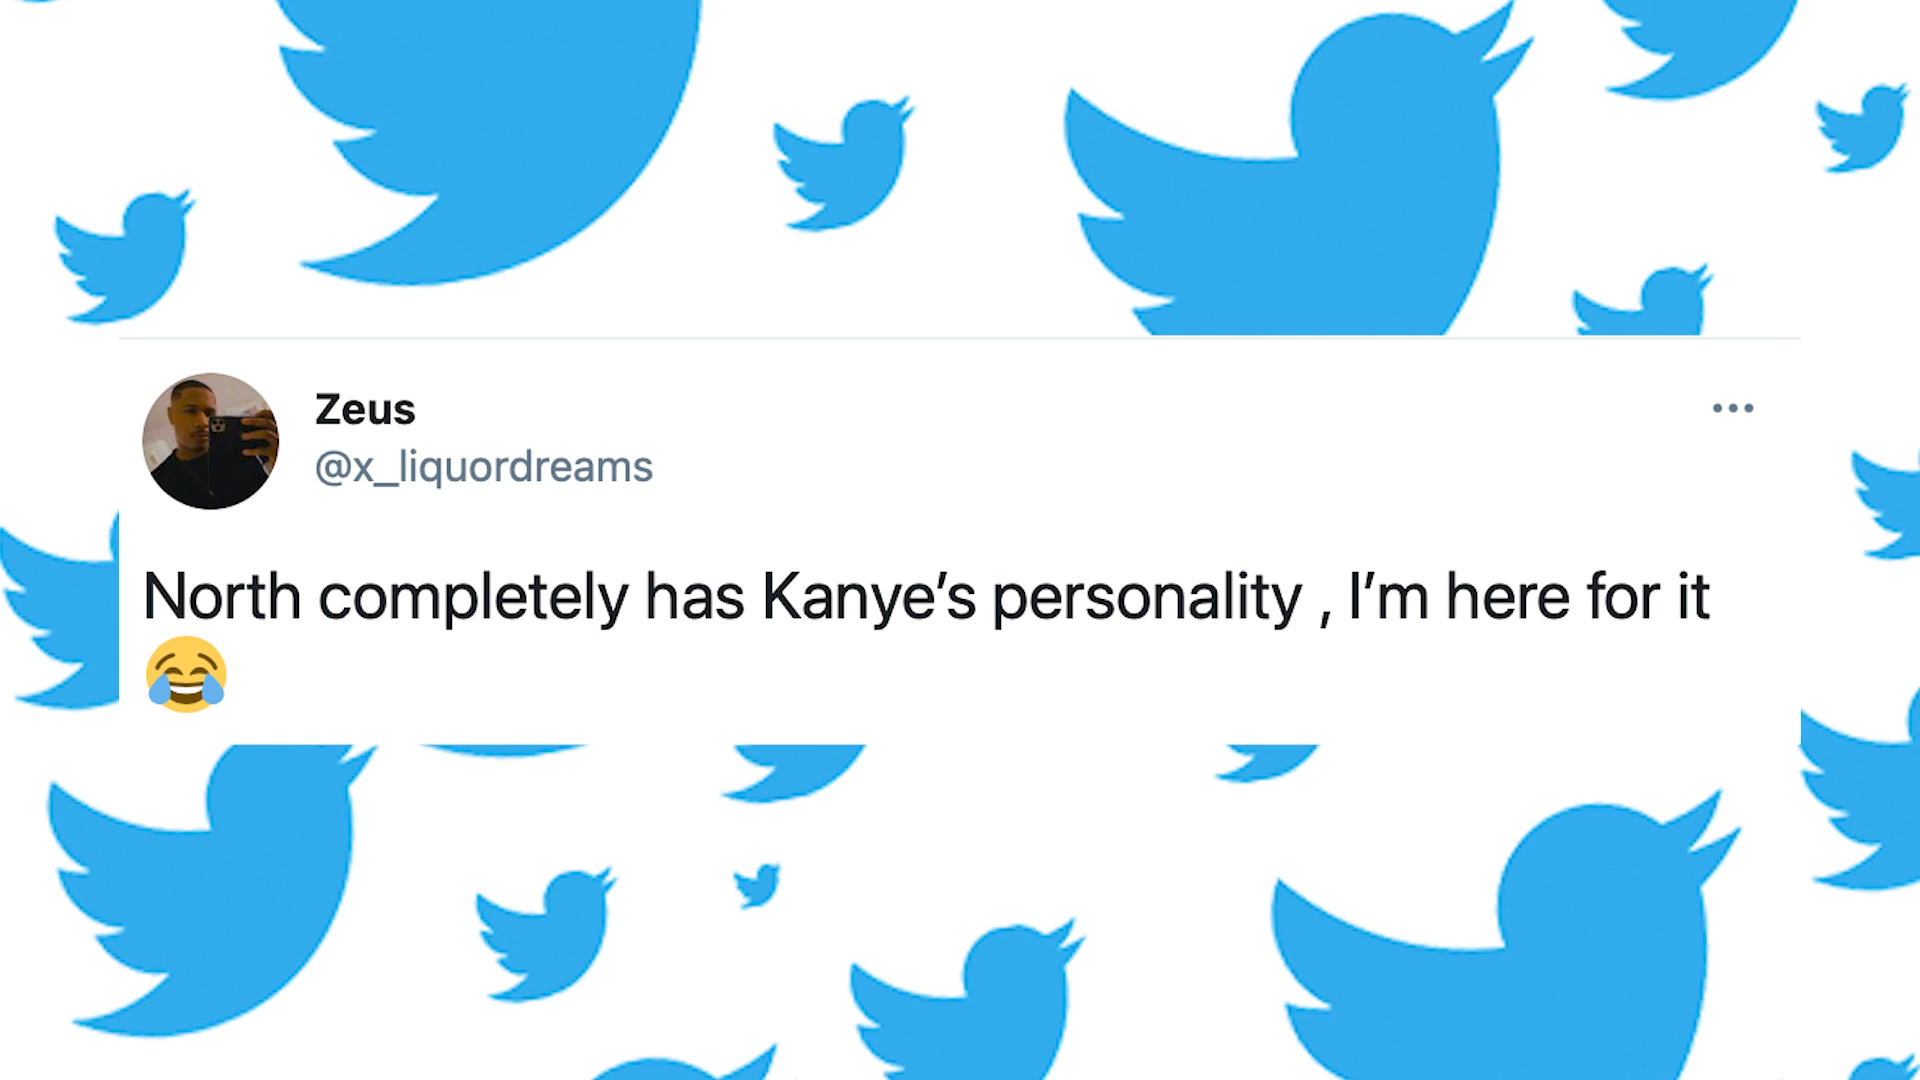 Zeus
@x_liquordreams
North completely has Kanye’s personality , I’m here for it
😂